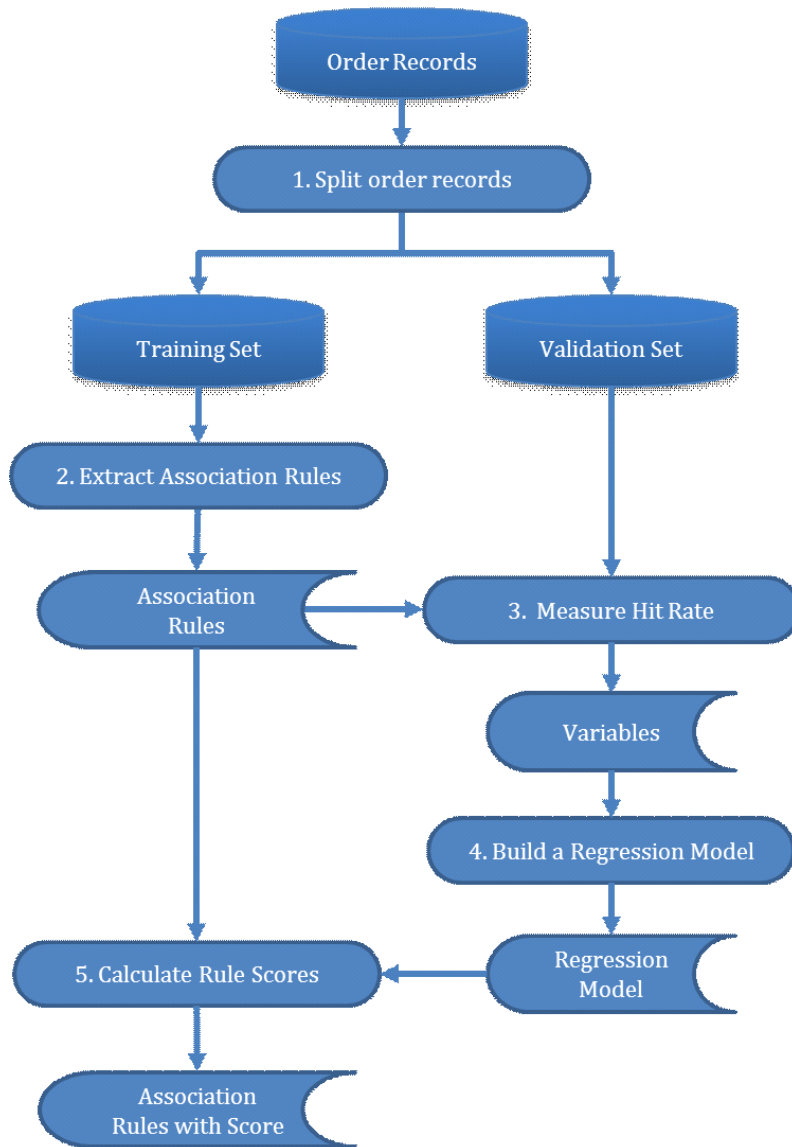 Order Records
1. Split order records
Training Set
Validation Set
2. Extract Association Rules
Association
Rules
3. Measure Hit Rate
Variables
4. Build a Regression Model
5. Calculate Rule Scores
Regression
Model
Association
Rules with Score